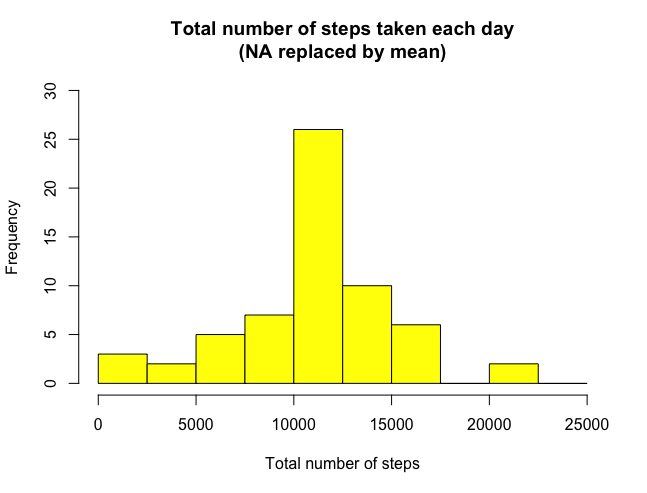 Total number of steps taken each day
(NA replaced by mean)
Frequency
30
25
20
15
10
5
0
0 5000 10000 15000 20000 25000
Total number of steps